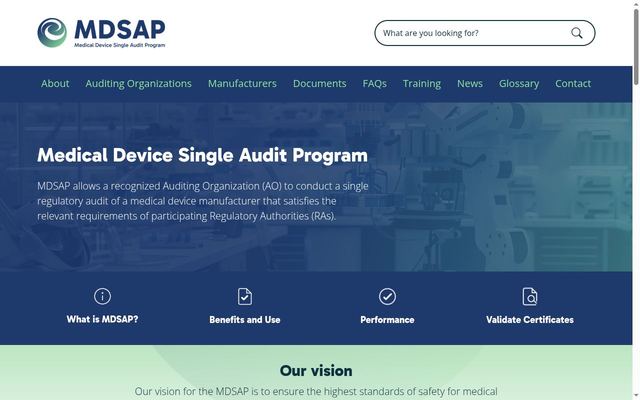 MDSAP
Medical Device Single Audit Program
What are you looking for?
About Auditing Organizations Manufacturers Documents FAQs Training News Glossary Contact
Medical Device Single Audit Program
MDSAP allows a recognized Auditing Organization (AO) to conduct a single
regulatory audit of a medical device manufacturer that satisfies the
relevant requirements of participating Regulatory Authorities (RAs).
What is MDSAP? Benefits and Use Performance Validate Certificates
Our vision
Our vision for the MDSAP is to ensure the highest standards of safety for medical